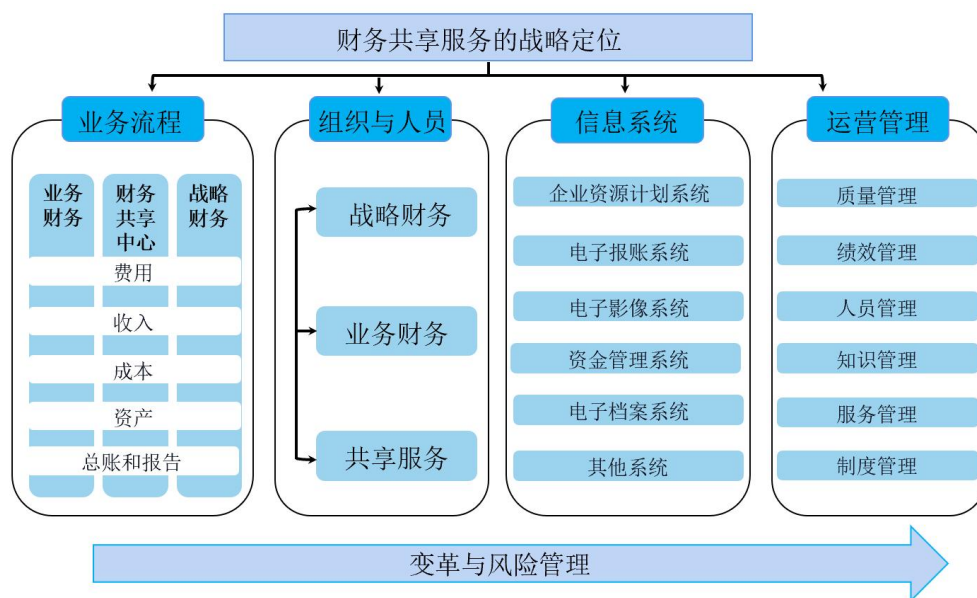 财务共享服务的战略定位
业务流程
业务
财务
财务
共享
中心
战略
财务
费用
收入
成本
资产
总账和报告
组织与人员
战略财务
业务财务
共享服务
信息系统
企业资源计划系统
电子报账系统
电子影像系统
资金管理系统
电子档案系统
其他系统
运营管理
质量管理
绩效管理
人员管理
知识管理
服务管理
制度管理
变革与风险管理